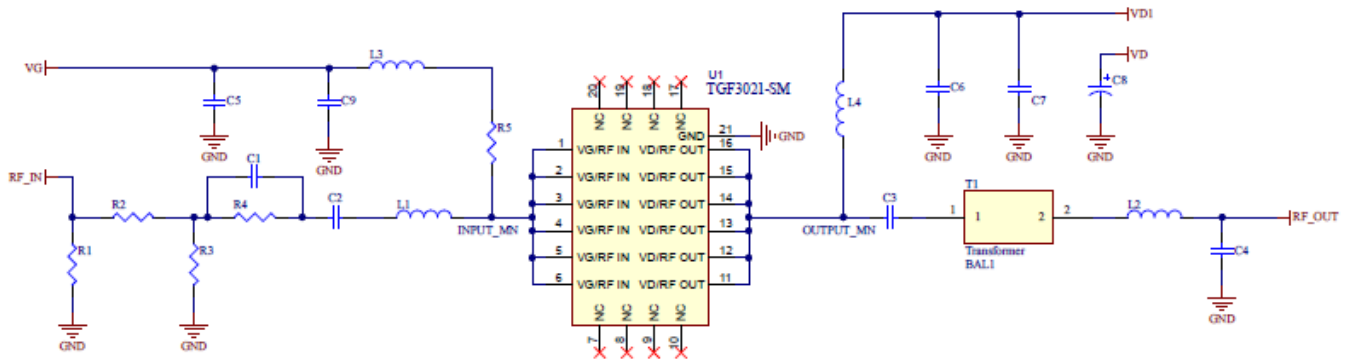 VG
L3
C5
C9
GND
GND
R5
RF_IN
C1
R2
R4
C2
L1
INPUT_MN
R1
R3
GND
GND
U1
TGF3021-SM
20 19 18 17
NC NC NC NC
GND 21 GND
1 VG/RF IN VD/RF OUT 16
2 VG/RF IN VD/RF OUT 15
3 VG/RF IN VD/RF OUT 14
4 VG/RF IN VD/RF OUT 13
5 VG/RF IN VD/RF OUT 12
6 VG/RF IN VD/RF OUT 11
NC NC NC NC
7 8 9 10
VD1
VD
L4
C6
C7
+
C8
GND
GND
GND
OUTPUT_MN
C3
T1
1 1 2 2
Transformer
BAL1
L2
RF_OUT
C4
GND